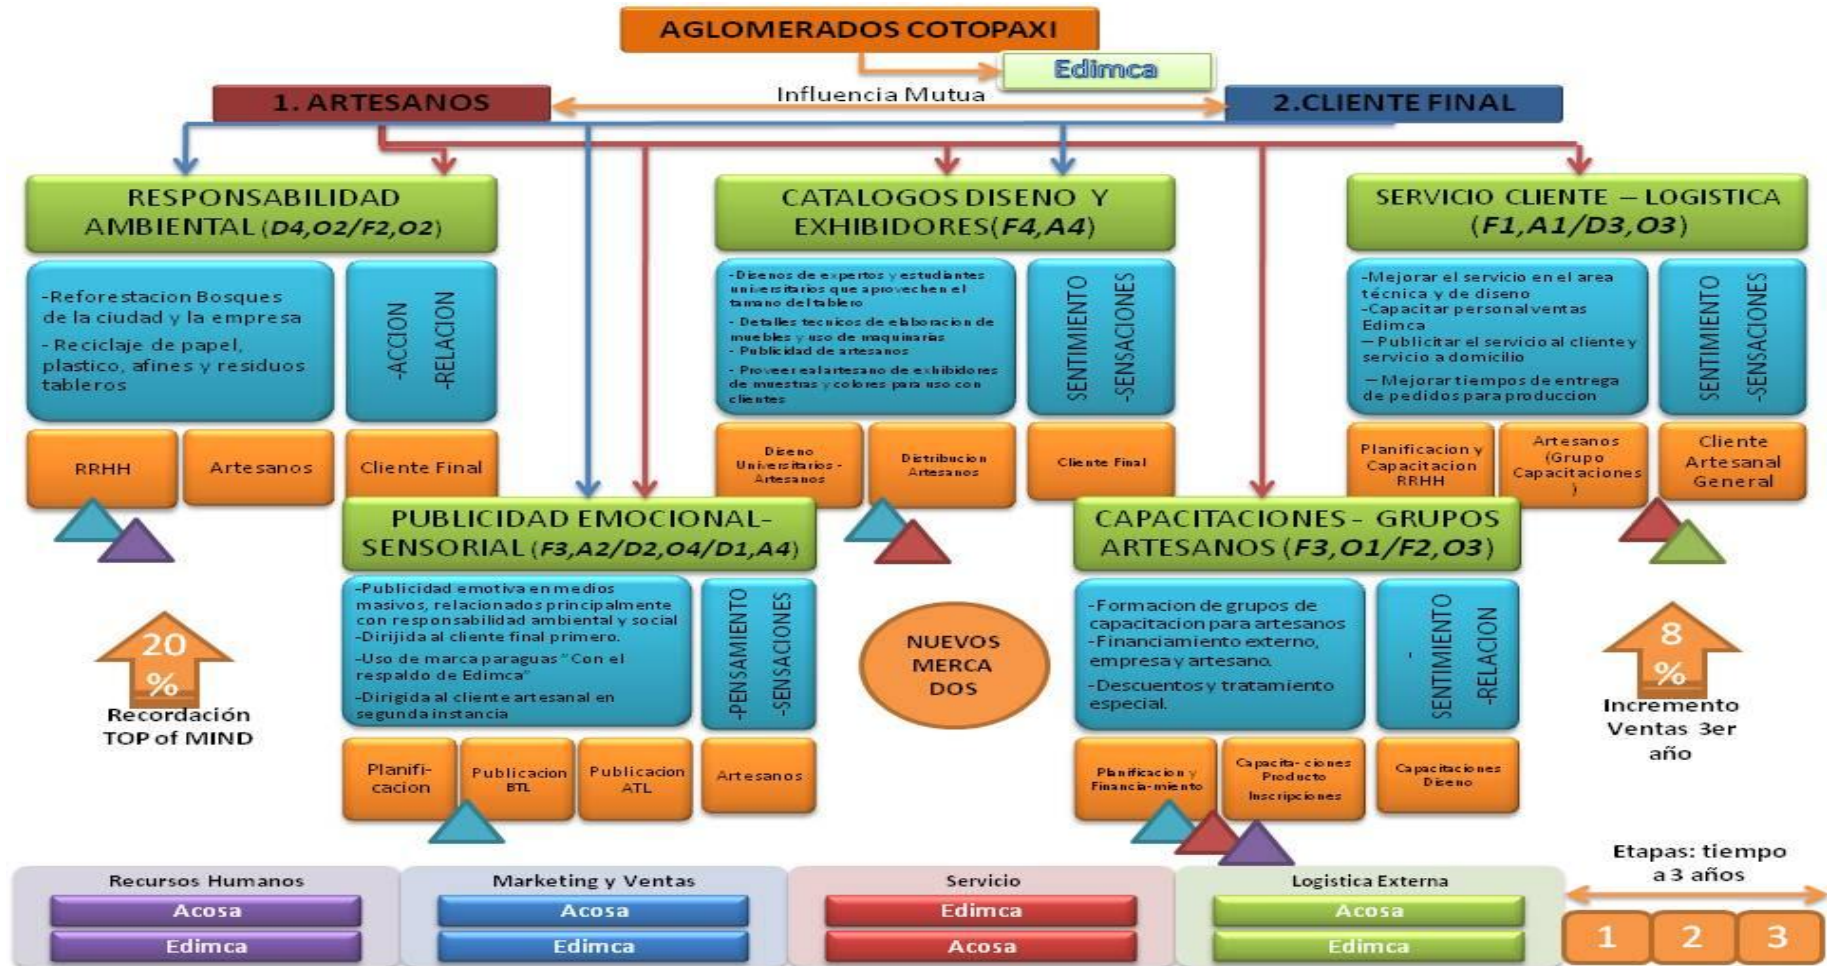 AGLOMERADOS COTOPAXI
Edimca
1. ARTESANOS
Influencia Mutua
2.CLIENTE FINAL
RESPONSABILIDAD
AMBIENTAL (D4,O2/F2,O2)
-Reforestacion Bosques
de la ciudad y la empresa
- Reciclaje de papel,
plastico, afines y residuos
tableros
-ACCION
-RELACION
RRHH
Artesanos
Cliente Final
CATALOGOS DISENO Y
EXHIBIDORES(F4,A4)
-Disenos de expertos y estudiantes
universitarios que aprovechen el
tamano del tablero
- Detalles tecnicos de elaboracion de
muebles y uso de maquinarias
- Publicidad de artesanos
- Proveer eal artesano de exhibidores
de muestras y colores para uso con
clientes
SENTIMIENTO
-SENSACIONES
Diseno
Universitarios -
Artesanos
Distribucion
Artesanos
Cliente Final
SERVICIO CLIENTE – LOGISTICA
(F1,A1/D3,O3)
-Mejorar el servicio en el area
técnica y de diseno
-Capacitar personal ventas
Edimca
– Publicitar el servicio al cliente y
servicio a domicilio
– Mejorar tiempos de entrega
de pedidos para produccion
SENTIMIENTO
-SENSACIONES
Planificacion y
Capacitacion
RRHH
Artesanos
(Grupo
Capacitaciones
)
Cliente
Artesanal
General
PUBLICIDAD EMOCIONAL-
SENSORIAL (F3,A2/D2,O4/D1,A4)
-Publicidad emotiva en medios
masivos, relacionados principalmente
con responsabilidad ambiental y social
-Dirijida al cliente final primero.
-Uso de marca paraguas "Con el
respaldo de Edimca"
-Dirigida al cliente artesanal en
segunda instancia
-PENSAMIENTO
-SENSACIONES
Planifi-
cacion
Publicacion
BTL
Publicacion
ATL
Artesanos
CAPACITACIONES - GRUPOS
ARTESANOS (F3,O1/F2,O3)
-Formacion de grupos de
capacitacion para artesanos
-Financiamiento externo,
empresa y artesano.
-Descuentos y tratamiento
especial.
-
SENTIMIENTO
-RELACION
Planificacion y
Financia-miento
Capacita- ciones
Producto
Inscripciones
Capacitaciones
Diseno
20
%
Recordación
TOP of MIND
NUEVOS
MERCA
DOS
8
%
Incremento
Ventas 3er
año
Recursos Humanos
Acosa
Edimca
Marketing y Ventas
Acosa
Edimca
Servicio
Edimca
Acosa
Logistica Externa
Acosa
Edimca
Etapas: tiempo
a 3 años
1 2 3